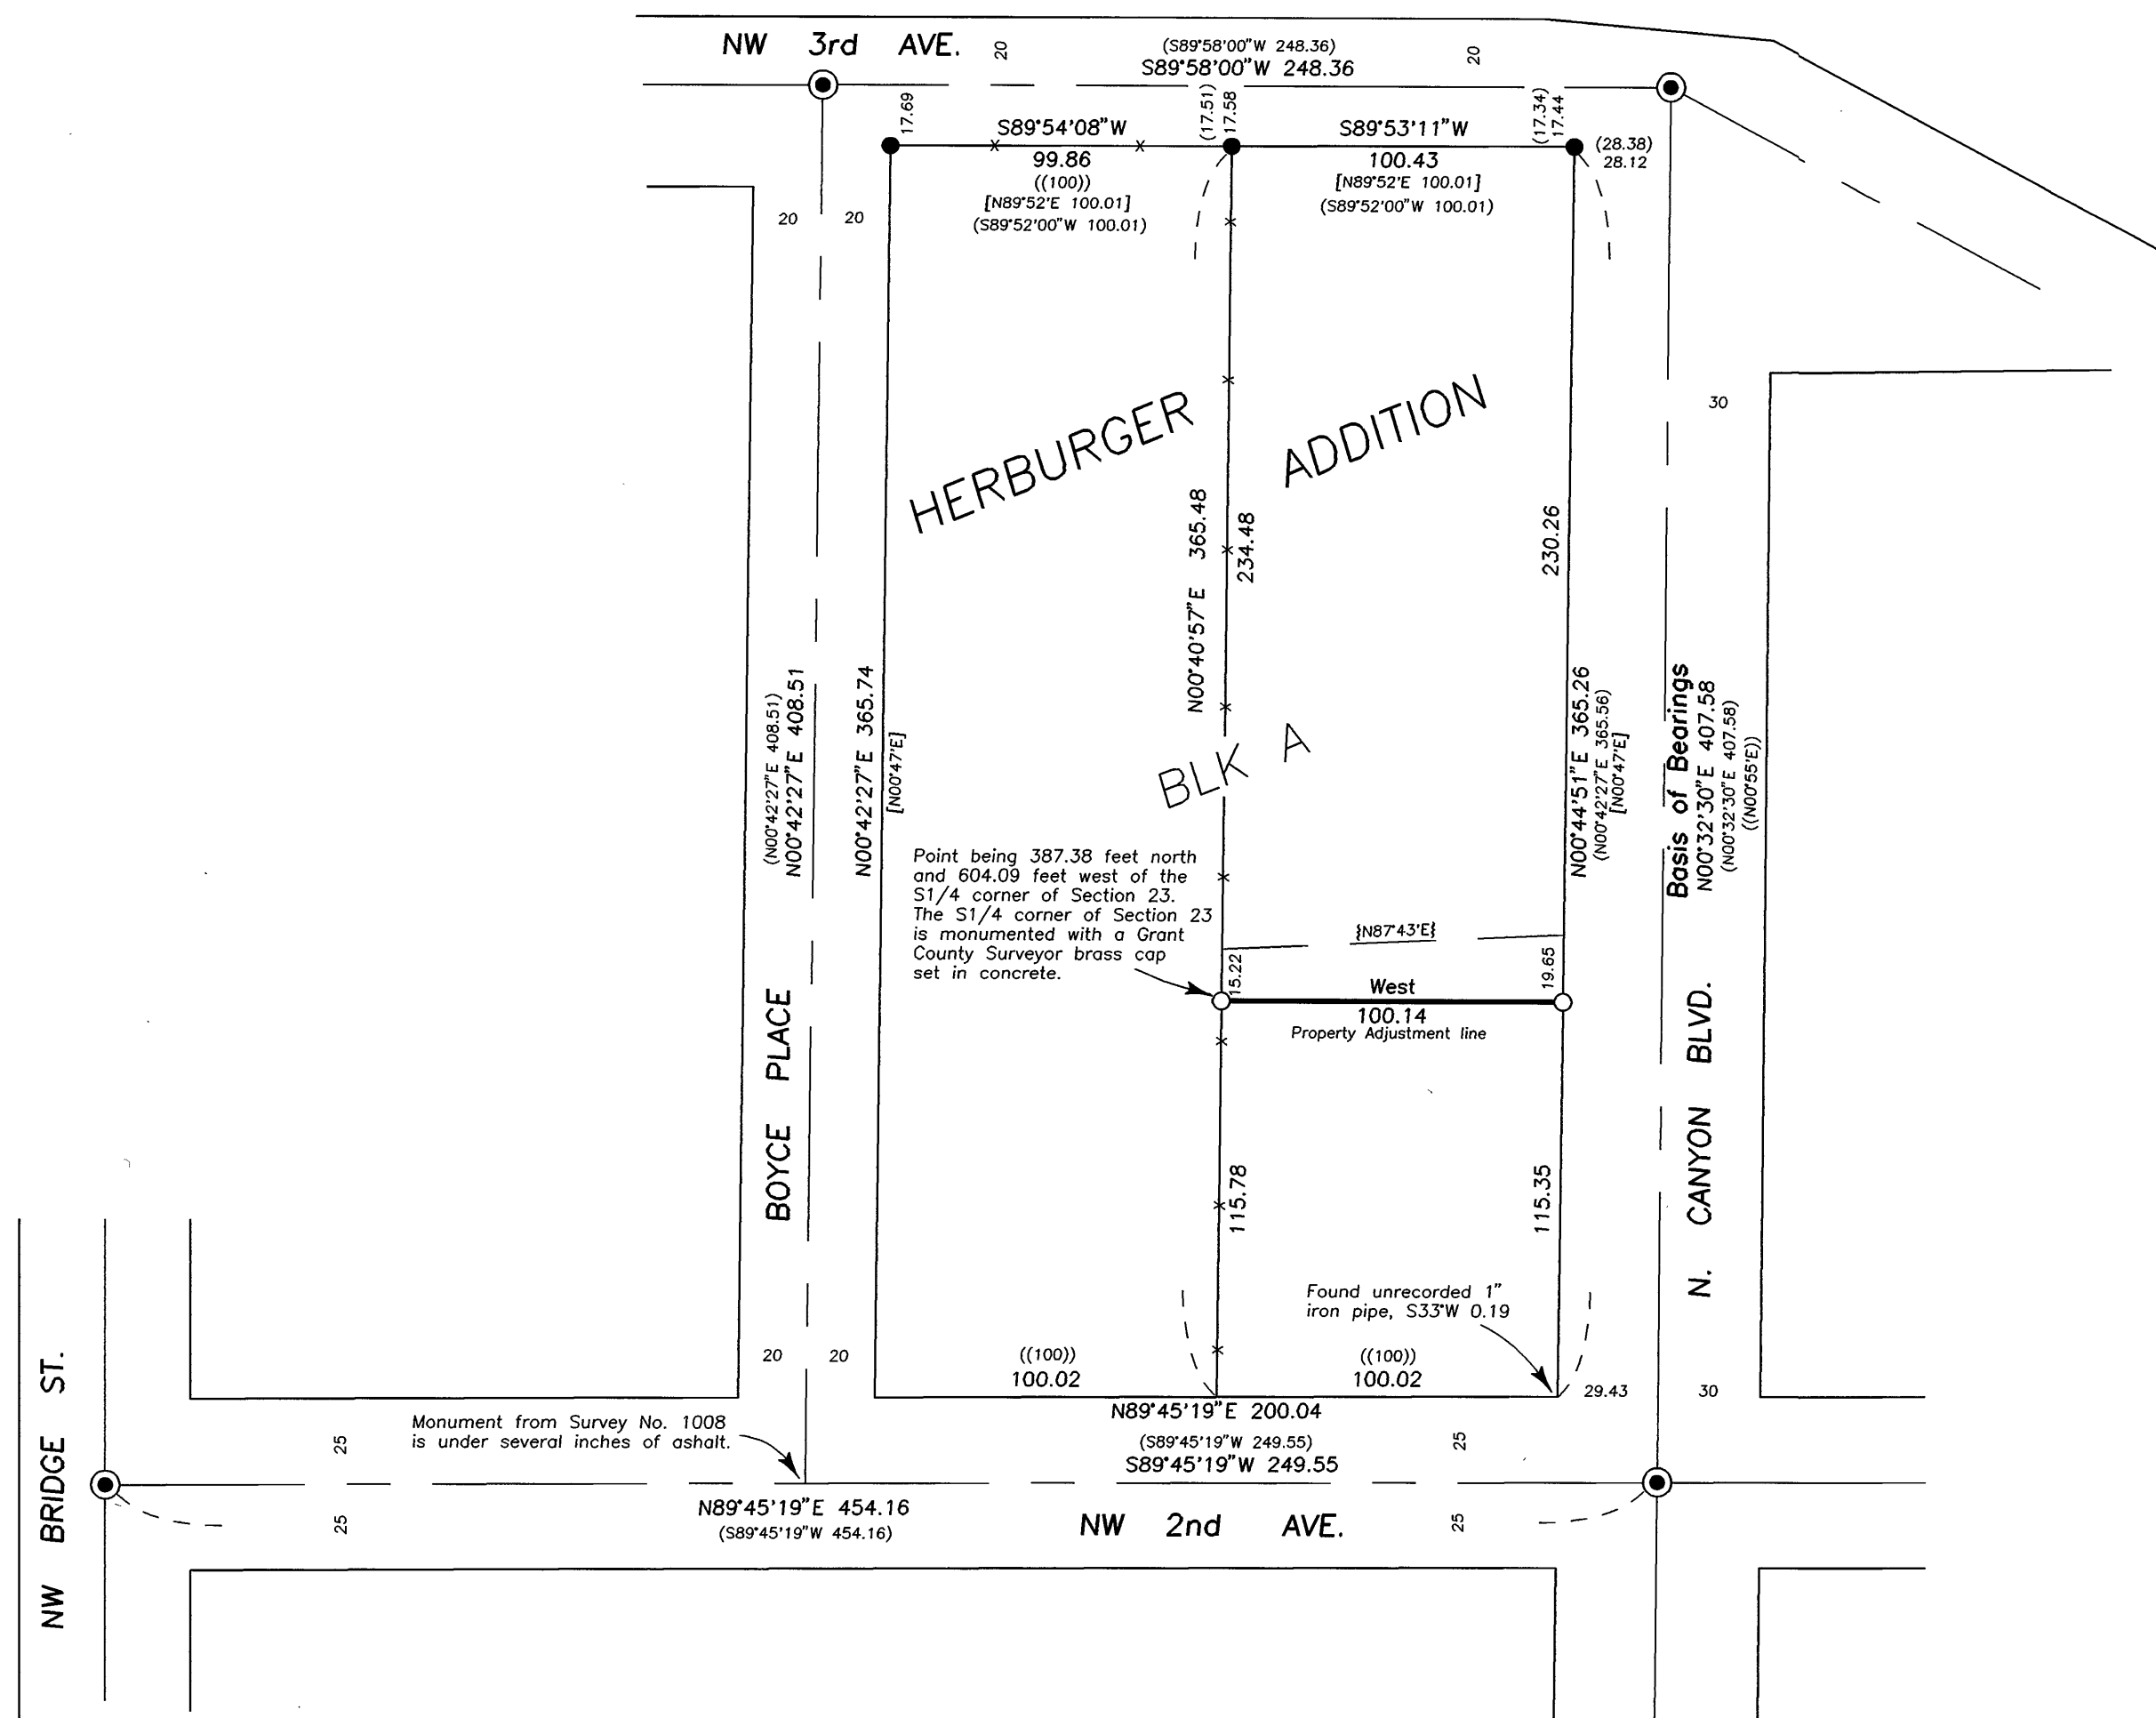 NW 3rd AVE.
20
(S89°58'00"W 248.36)
S89°58'00"W 248.36
20
17.69
S89°54'08"W
(17.51)
17.58
S89°53'11"W
(17.34)
17.44
(28.38)
28.12
99.86
((100))
[N89°52'E 100.01]
(S89°52'00"W 100.01)
100.43
[N89°52'E 100.01]
(S89°52'00"W 100.01)
20
20
30
HERBURGER ADDITION
BLK A
N00°40'57"E 365.48
234.48
230.26
(N00°42'27"E 408.51)
N00°42'27"E 408.51
N00°42'27"E 365.74
[N00°47'E]
N00°44'51"E 365.26
(N00°42'27"E 365.56)
[N00°47'E]
Basis of Bearings
N00°32'30"E 407.58
(N00°32'30"E 407.58)
((N00°55'E))
Point being 387.38 feet north
and 604.09 feet west of the
S1/4 corner of Section 23.
The S1/4 corner of Section 23
is monumented with a Grant
County Surveyor brass cap
set in concrete.
{N87°43'E}
15.22
19.65
West
100.14
Property Adjustment line
BOYCE PLACE
N. CANYON BLVD.
115.78
115.35
Found unrecorded 1"
iron pipe, S33°W 0.19
20
20
((100))
100.02
((100))
100.02
29.43
30
N89°45'19"E 200.04
(S89°45'19"W 249.55)
S89°45'19"W 249.55
Monument from Survey No. 1008
is under several inches of ashalt.
25
25
25
25
N89°45'19"E 454.16
(S89°45'19"W 454.16)
NW 2nd AVE.
NW BRIDGE ST.